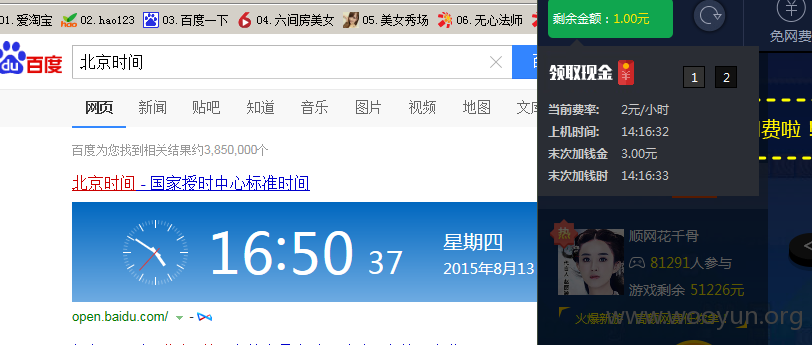 01. 爱淘宝 02. hao123 03. 百度一下 04. 六间房美女 05. 美女秀场 06. 无心法师
剩余金额：1.00元
免网费
Bai百度 北京时间
领取现金 1 2
网页 新闻 贴吧 知道 音乐 图片 视频 地图 文库
当前费率： 2元/小时
上机时间: 14:16:32
末次加钱金 3.00元
末次加钱时 14:16:33
费啦！
百度为您找到相关结果约3,850,000个
北京时间 - 国家授时中心标准时间
16:50 37
星期四
2015年8月13
热
顺网花千骨
81291人参与
游戏剩余 51226元
open.baidu.com/ -
www.wooyun.org